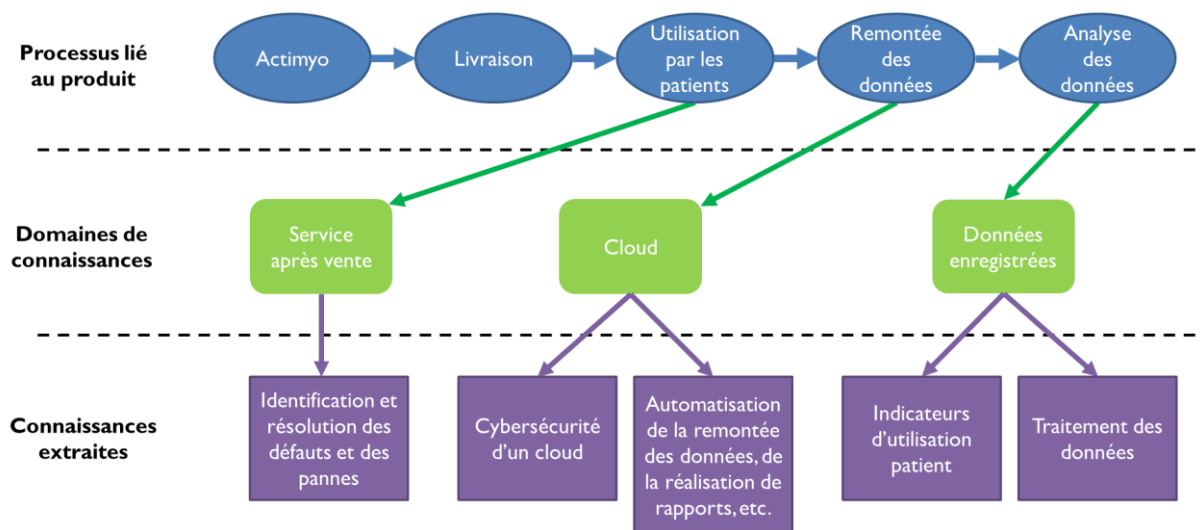 Processus lié
au produit
Actimyo
Livraison
Utilisation
par les
patients
Remontée
des
données
Analyse
des
données
Domaines de
connaissances
Service
après vente
Cloud
Données
enregistrées
Connaissances
extraites
Identification et
résolution des
défauts et des
pannes
Cybersécurité
d'un cloud
Automatisation
de la remontée
des données, de
la réalisation de
rapports, etc.
Indicateurs
d'utilisation
patient
Traitement des
données